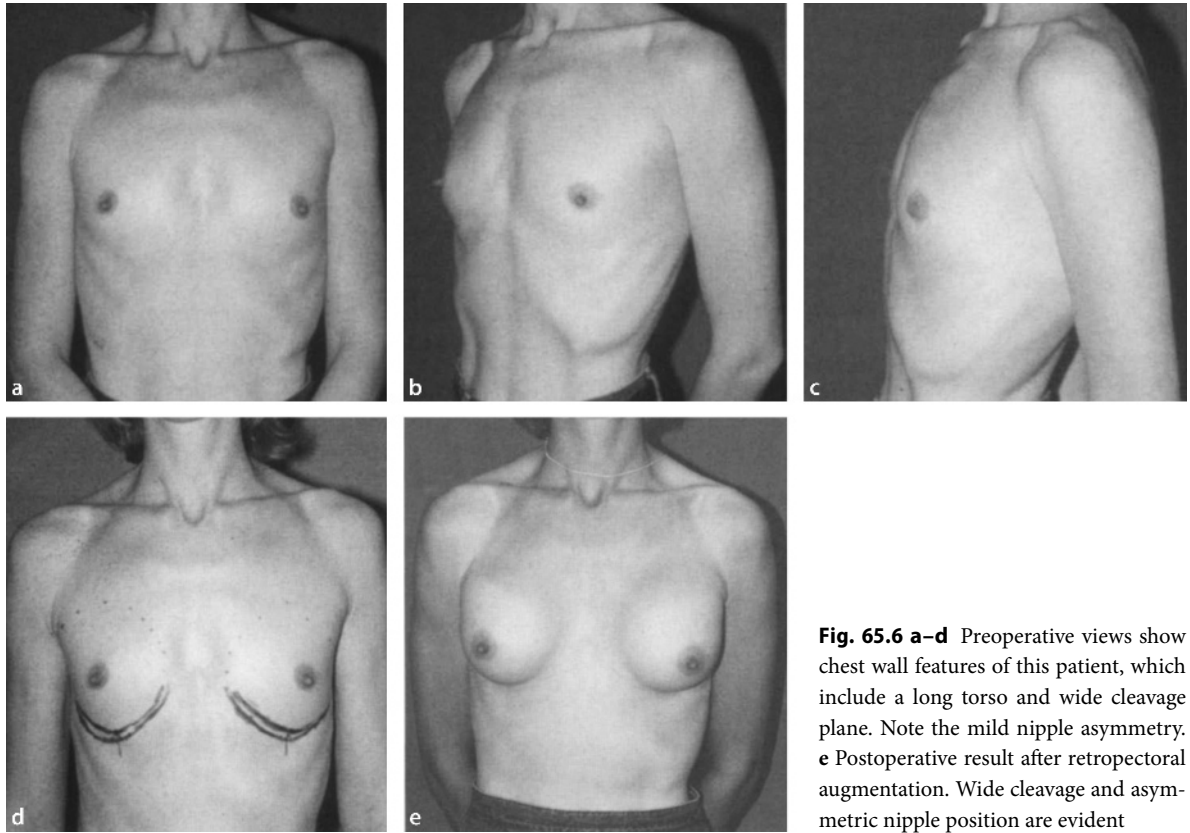 a
b
c
d
e
Fig. 65.6 a–d Preoperative views show
chest wall features of this patient, which
include a long torso and wide cleavage
plane. Note the mild nipple asymmetry.
e Postoperative result after retropectoral
augmentation. Wide cleavage and asym-
metric nipple position are evident